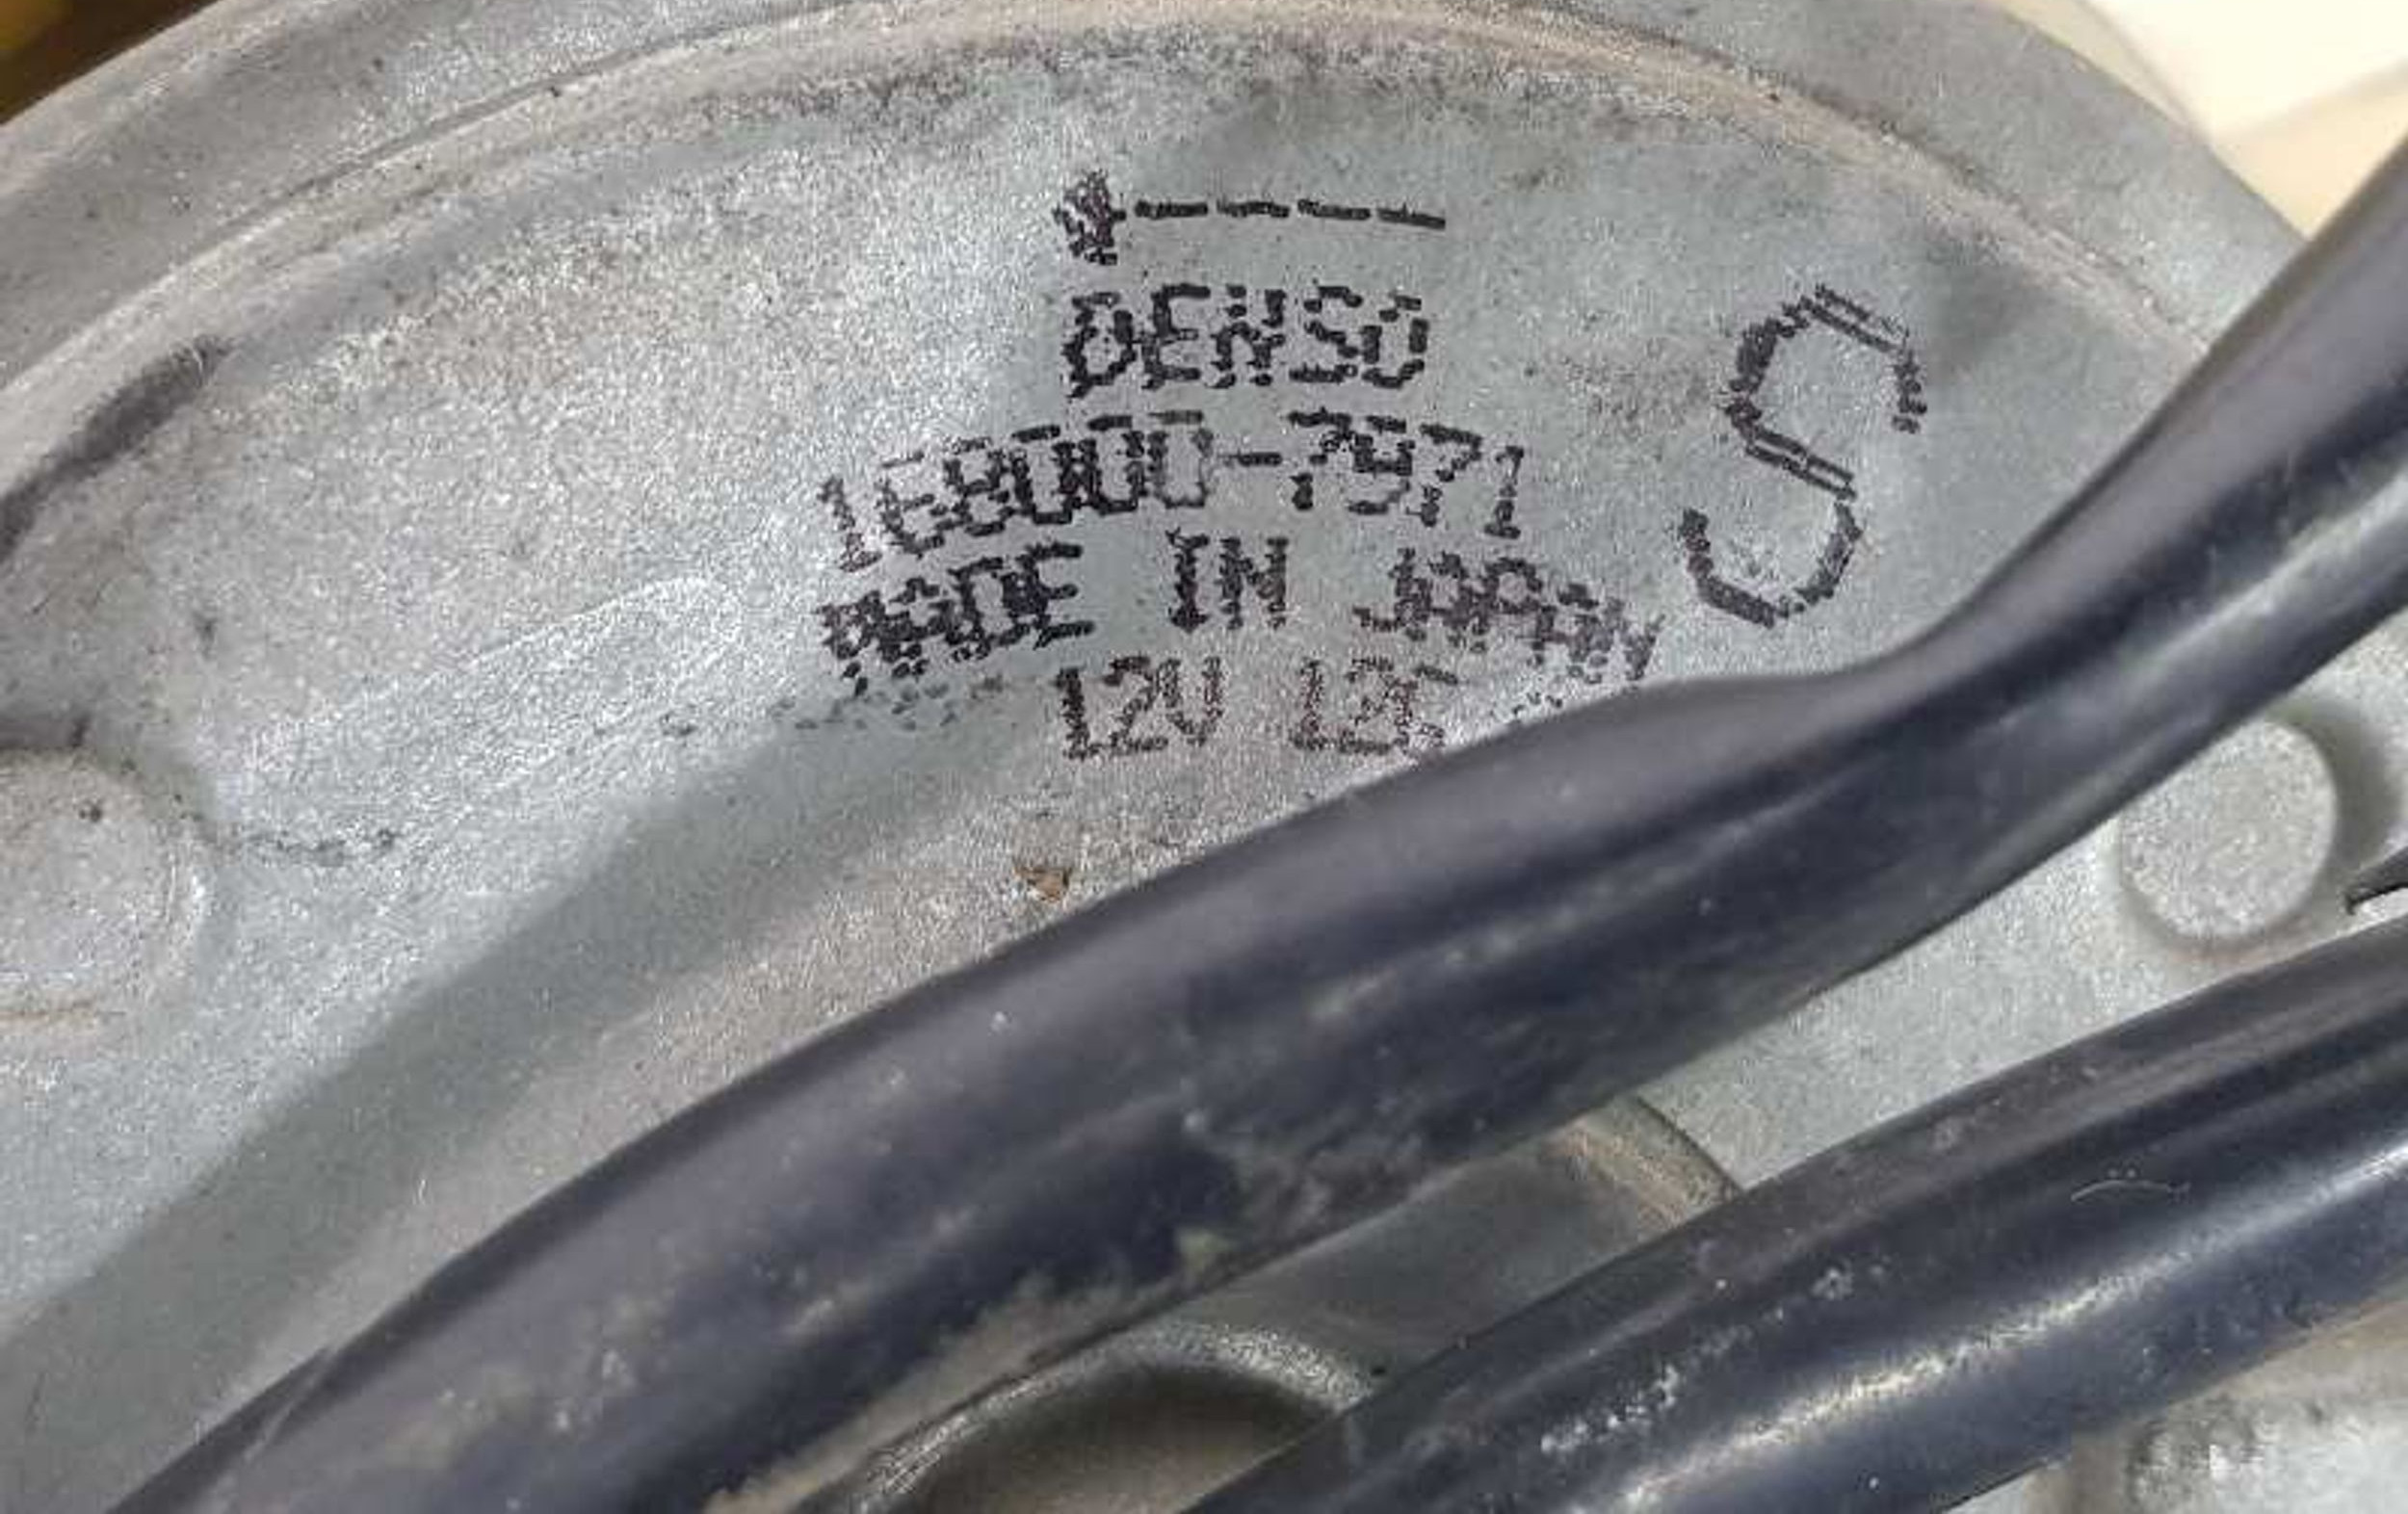 DENSO
168000-7971
MADE IN JAPAN
12V
S